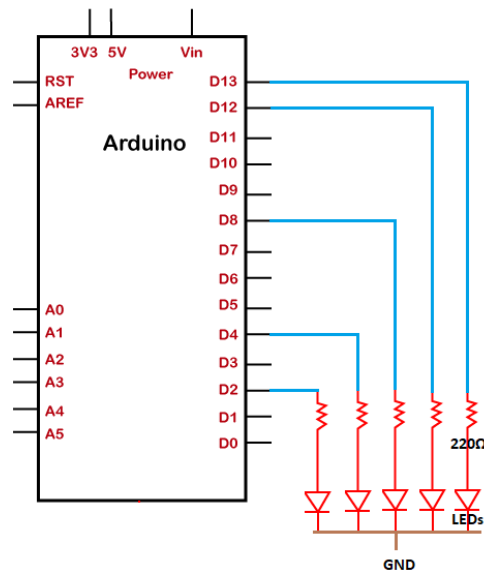 3V3 5V Vin
Power
RST
AREF
Arduino
A0
A1
A2
A3
A4
A5
D13
D12
D11
D10
D9
D8
D7
D6
D5
D4
D3
D2
D1
D0
220Ω
LEDs
GND